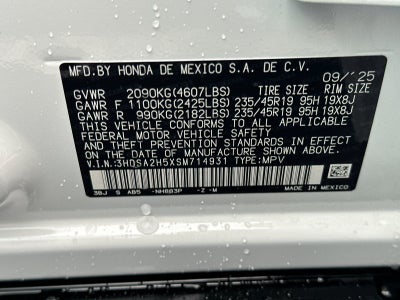 MFD.BY HONDA DE MEXICO S.A. DE C.V. 09/'25
GVWR 2090KG(4607LBS) TIRE SIZE RIM SIZE
GAWR F 1100KG(2425LBS) 235/45R19 95H 19X8J
GAWR R 990KG(2182LBS) 235/45R19 95H 19X8J
THIS VEHICLE CONFORMS TO ALL APPLICABLE
FEDERAL MOTOR VEHICLE SAFETY, BUMPER,
AND THEFT PREVENTION STANDARDS IN EFFECT
ON THE DATE OF MANUFACTURE SHOWN ABOVE.
V.I.N.:3HDSA2H5XSM714931 TYPE:MPV
S AB5 -NH883P -Z -M
MADE IN MEXICO